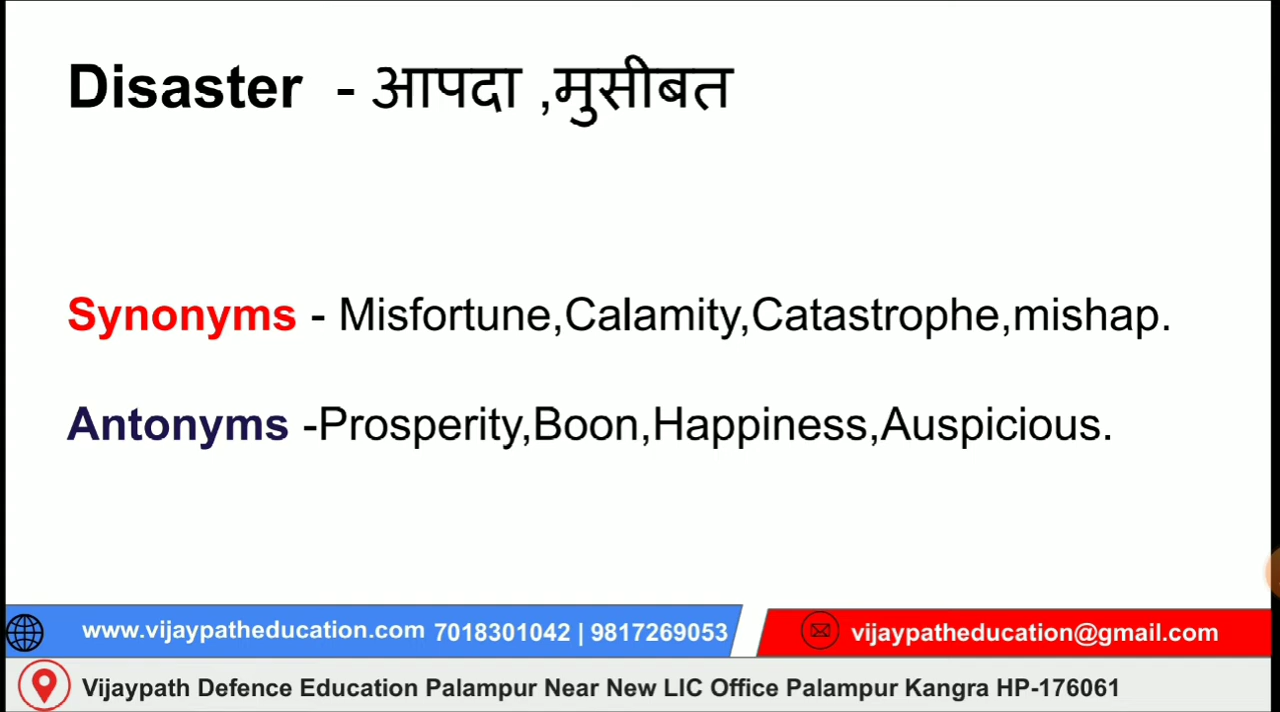 Disaster - आपदा ,मुसीबत
Synonyms - Misfortune,Calamity,Catastrophe,mishap.
Antonyms -Prosperity,Boon,Happiness,Auspicious.
www.vijaypatheducation.com 7018301042 | 9817269053 vijaypatheducation@gmail.com
Vijaypath Defence Education Palampur Near New LIC Office Palampur Kangra HP-176061